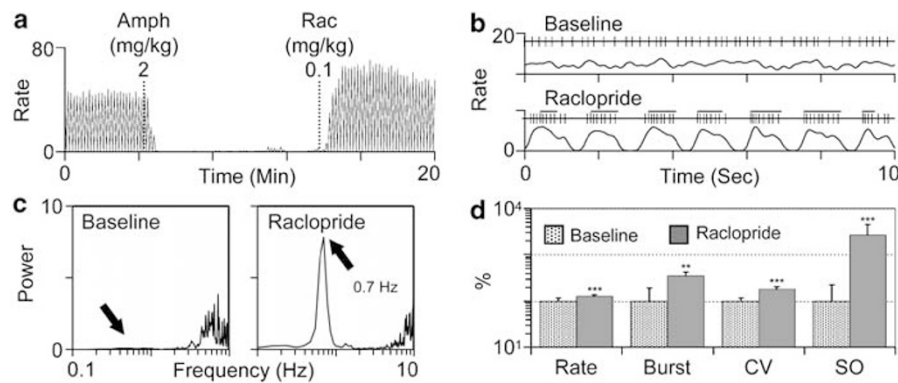 a
Amph
(mg/kg)
2
Rac
(mg/kg)
0.1
80
Rate
0
0
Time (Min)
20
b
Baseline
20
Rate
Raclopride
0
0
Time (Sec)
10
c
10
Baseline
Raclopride
Power
0.7 Hz
0
0.1
Frequency (Hz)
10
d
10⁴
Baseline
Raclopride
%
***
**
***
***
10¹
Rate
Burst
CV
SO